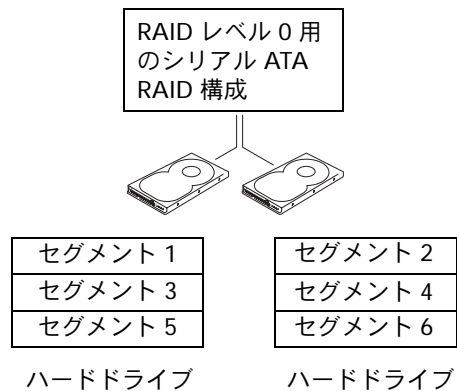 RAID レベル 0 用
のシリアル ATA
RAID 構成
セグメント 1
セグメント 3
セグメント 5
セグメント 2
セグメント 4
セグメント 6
ハードドライブ
ハードドライブ